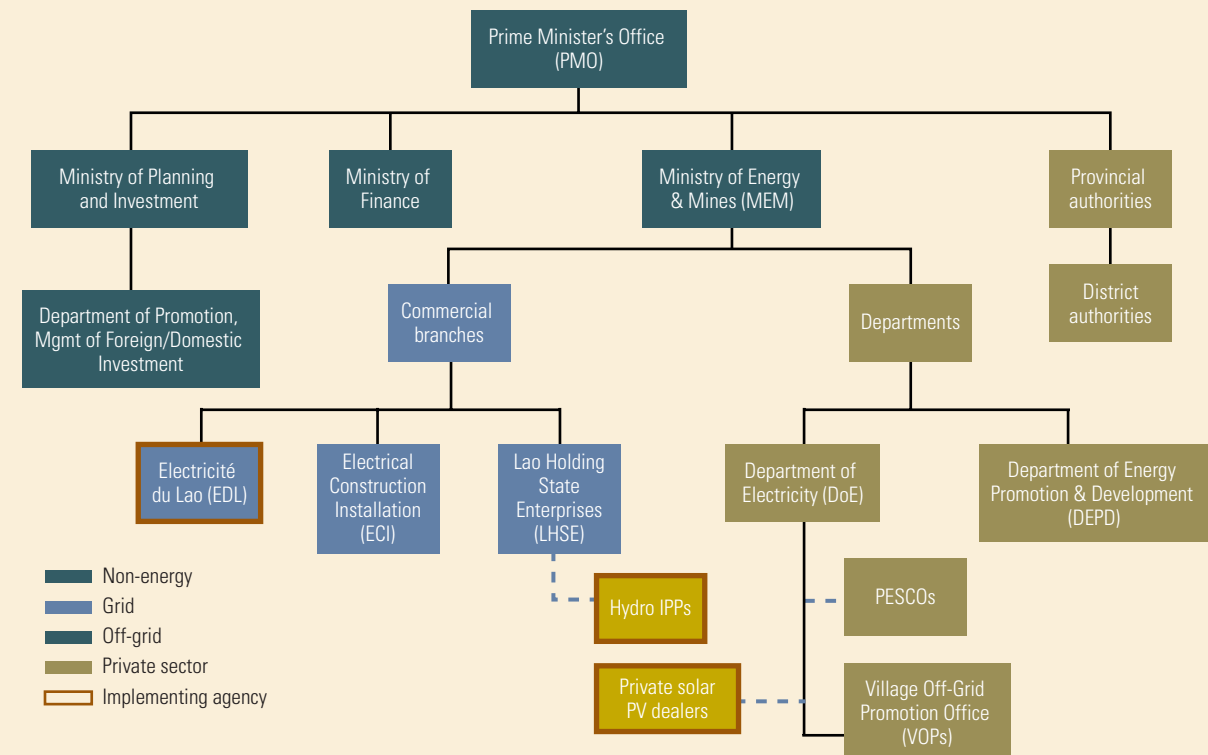 Prime Minister's Office
(PMO)
Ministry of Planning
and Investment
Ministry of
Finance
Ministry of Energy
& Mines (MEM)
Provincial
authorities
Department of Promotion,
Mgmt of Foreign/Domestic
Investment
Commercial
branches
Departments
District
authorities
Electricité
du Lao (EDL)
Electrical
Construction
Installation
(ECI)
Lao Holding
State
Enterprises
(LHSE)
Department of
Electricity (DoE)
Department of Energy
Promotion & Development
(DEPD)
Hydro IPPs
PESCOs
Private solar
PV dealers
Village Off-Grid
Promotion Office
(VOPs)
Non-energy
Grid
Off-grid
Private sector
Implementing agency